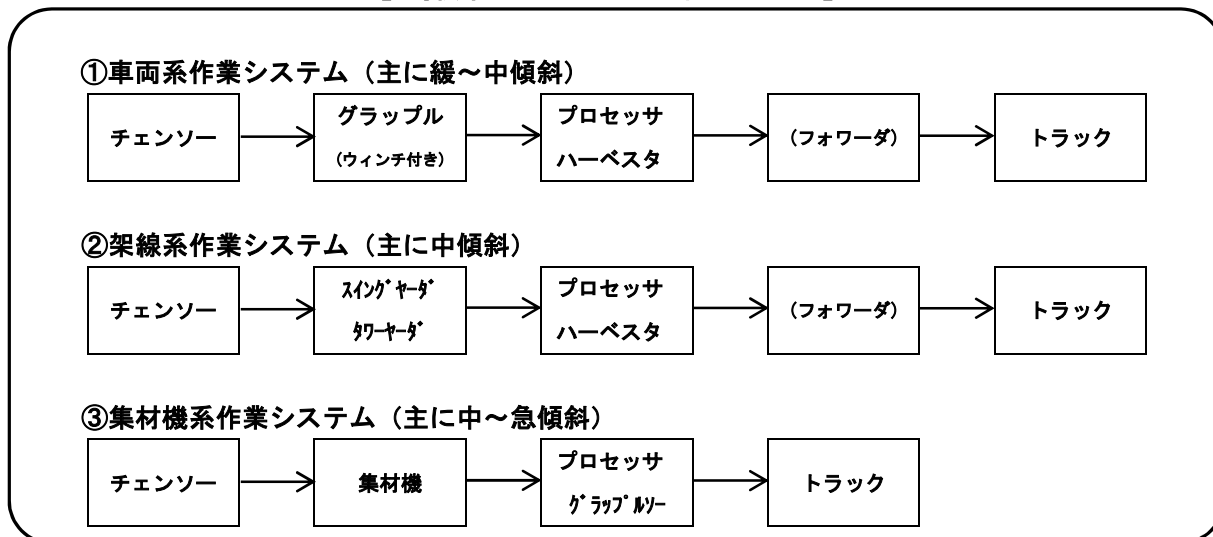 ①車両系作業システム（主に緩～中傾斜）
チェンソー
グラップル
(ウィンチ付き)
プロセッサ
ハーベスタ
(フォワーダ)
トラック
②架線系作業システム（主に中傾斜）
チェンソー
ｽｲﾝｸﾞﾔｰﾀﾞ
ﾀﾜｰﾔｰﾀﾞ
プロセッサ
ハーベスタ
(フォワーダ)
トラック
③集材機系作業システム（主に中～急傾斜）
チェンソー
集材機
プロセッサ
ｸﾞﾗｯﾌﾟﾙｿｰ
トラック